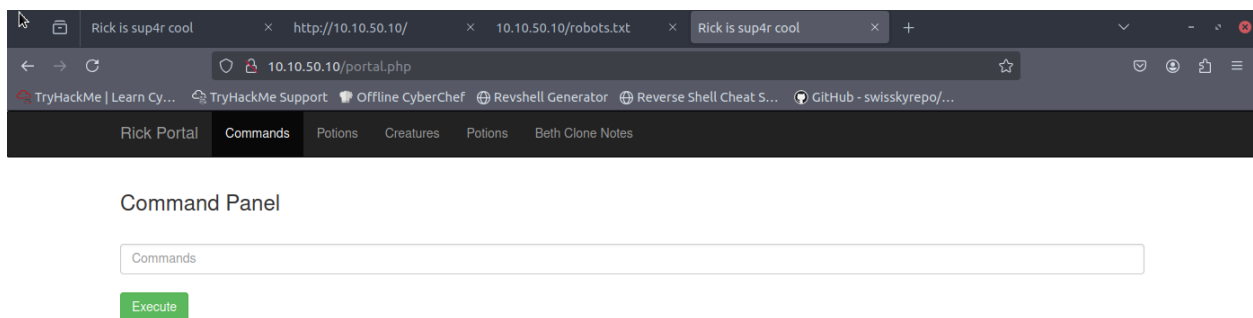 Rick is sup4r cool http://10.10.50.10/ 10.10.50.10/robots.txt Rick is sup4r cool
10.10.50.10/portal.php
TryHackMe | Learn Cy... TryHackMe Support Offline CyberChef Revshell Generator Reverse Shell Cheat S... GitHub - swisskyrepo/...
Rick Portal Commands Potions Creatures Potions Beth Clone Notes
Command Panel
Commands
Execute